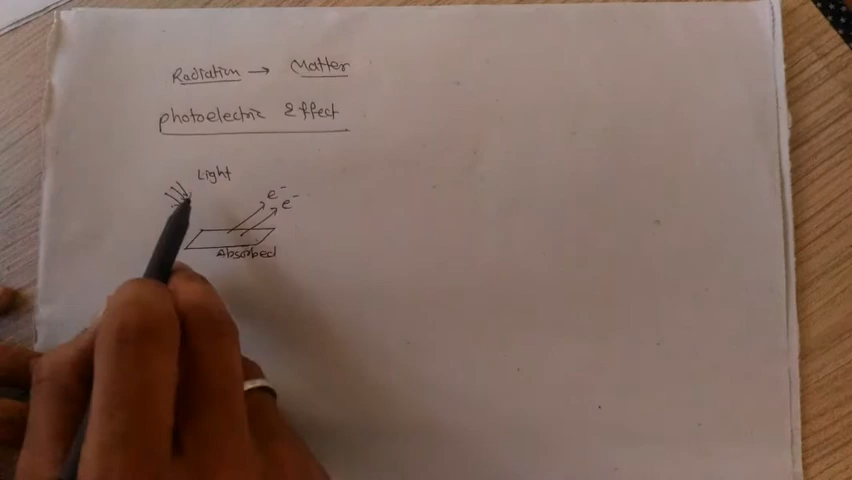 Radiation → Matter
Photoelectric Effect
Light
e⁻
e⁻
Absorbed